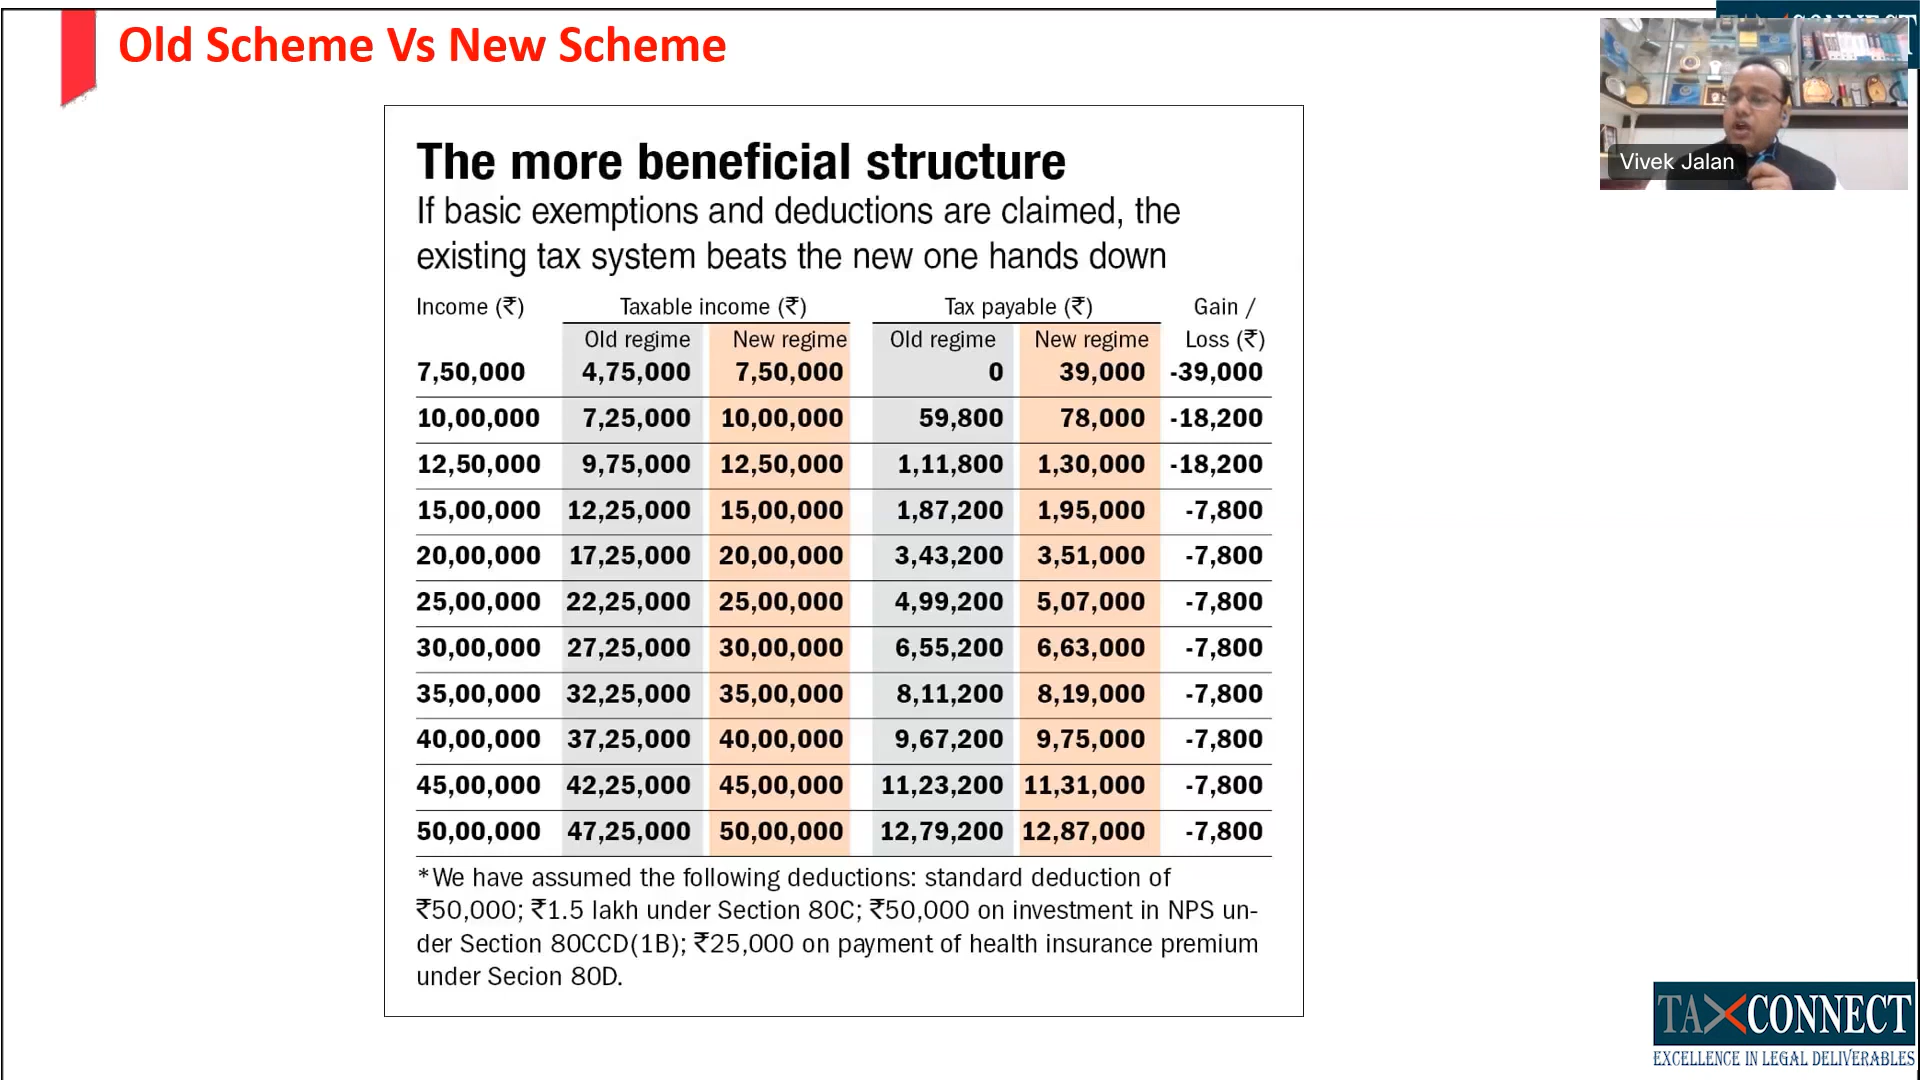 Old Scheme Vs New Scheme
Vivek Jalan
The more beneficial structure
If basic exemptions and deductions are claimed, the
existing tax system beats the new one hands down
Income (₹) Taxable income (₹) Tax payable (₹) Gain /
Old regime New regime Old regime New regime Loss (₹)
7,50,000 4,75,000 7,50,000 0 39,000 -39,000
10,00,000 7,25,000 10,00,000 59,800 78,000 -18,200
12,50,000 9,75,000 12,50,000 1,11,800 1,30,000 -18,200
15,00,000 12,25,000 15,00,000 1,87,200 1,95,000 -7,800
20,00,000 17,25,000 20,00,000 3,43,200 3,51,000 -7,800
25,00,000 22,25,000 25,00,000 4,99,200 5,07,000 -7,800
30,00,000 27,25,000 30,00,000 6,55,200 6,63,000 -7,800
35,00,000 32,25,000 35,00,000 8,11,200 8,19,000 -7,800
40,00,000 37,25,000 40,00,000 9,67,200 9,75,000 -7,800
45,00,000 42,25,000 45,00,000 11,23,200 11,31,000 -7,800
50,00,000 47,25,000 50,00,000 12,79,200 12,87,000 -7,800
*We have assumed the following deductions: standard deduction of
₹50,000; ₹1.5 lakh under Section 80C; ₹50,000 on investment in NPS un-
der Section 80CCD(1B); ₹25,000 on payment of health insurance premium
under Secion 80D.
TAXCONNECT
EXCELLENCE IN LEGAL DELIVERABLES